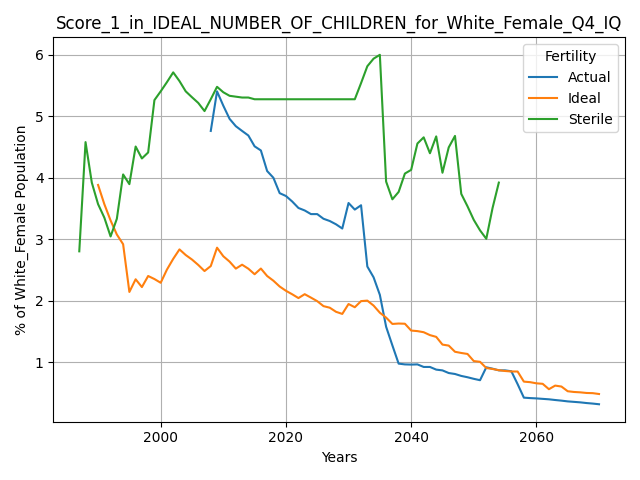 Score_1_in_IDEAL_NUMBER_OF_CHILDREN_for_White_Female_Q4_IQ
Fertility
Actual
Ideal
Sterile
% of White_Female Population
6
5
4
3
2
1
2000
2020
2040
2060
Years